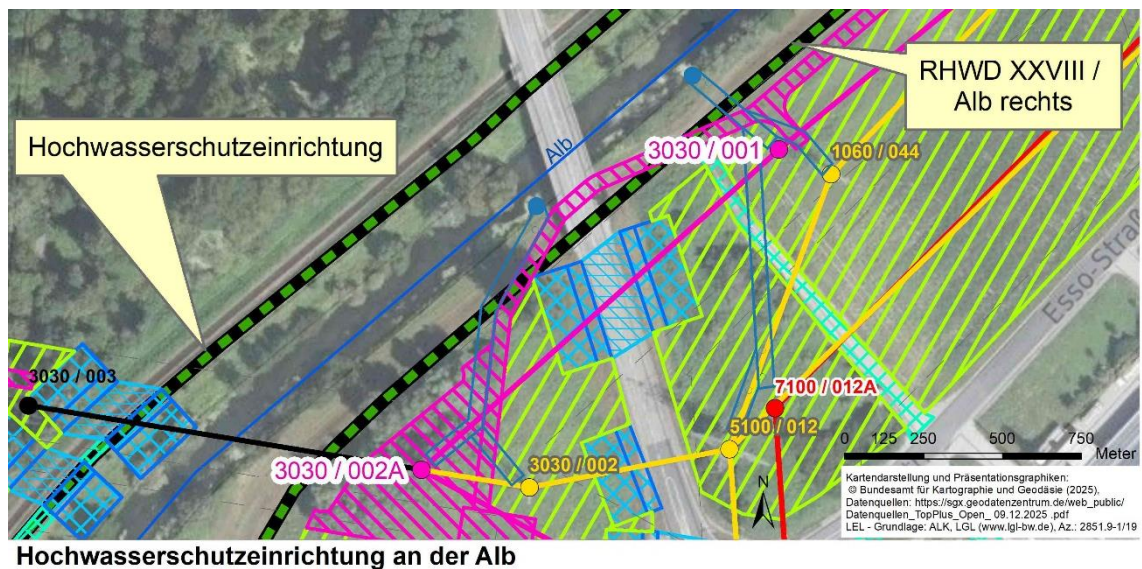 RHWD XXVIII /
Alb rechts
Hochwasserschutzeinrichtung
Alb
3030 / 001
1060 / 044
Esso-Straß
3030 / 003
7100 / 012A
5100 / 012
3030 / 002A
3030 / 002
0 125 250 500 750
Meter
N
Kartendarstellung und Präsentationsgraphiken:
© Bundesamt für Kartographie und Geodäsie (2025),
Datenquellen: https://sgx.geodatenzentrum.de/web_public/
Datenquellen_TopPlus_Open_ 09.12.2025 .pdf
LEL - Grundlage: ALK, LGL (www.lgl-bw.de), Az.: 2851.9-1/19
Hochwasserschutzeinrichtung an der Alb